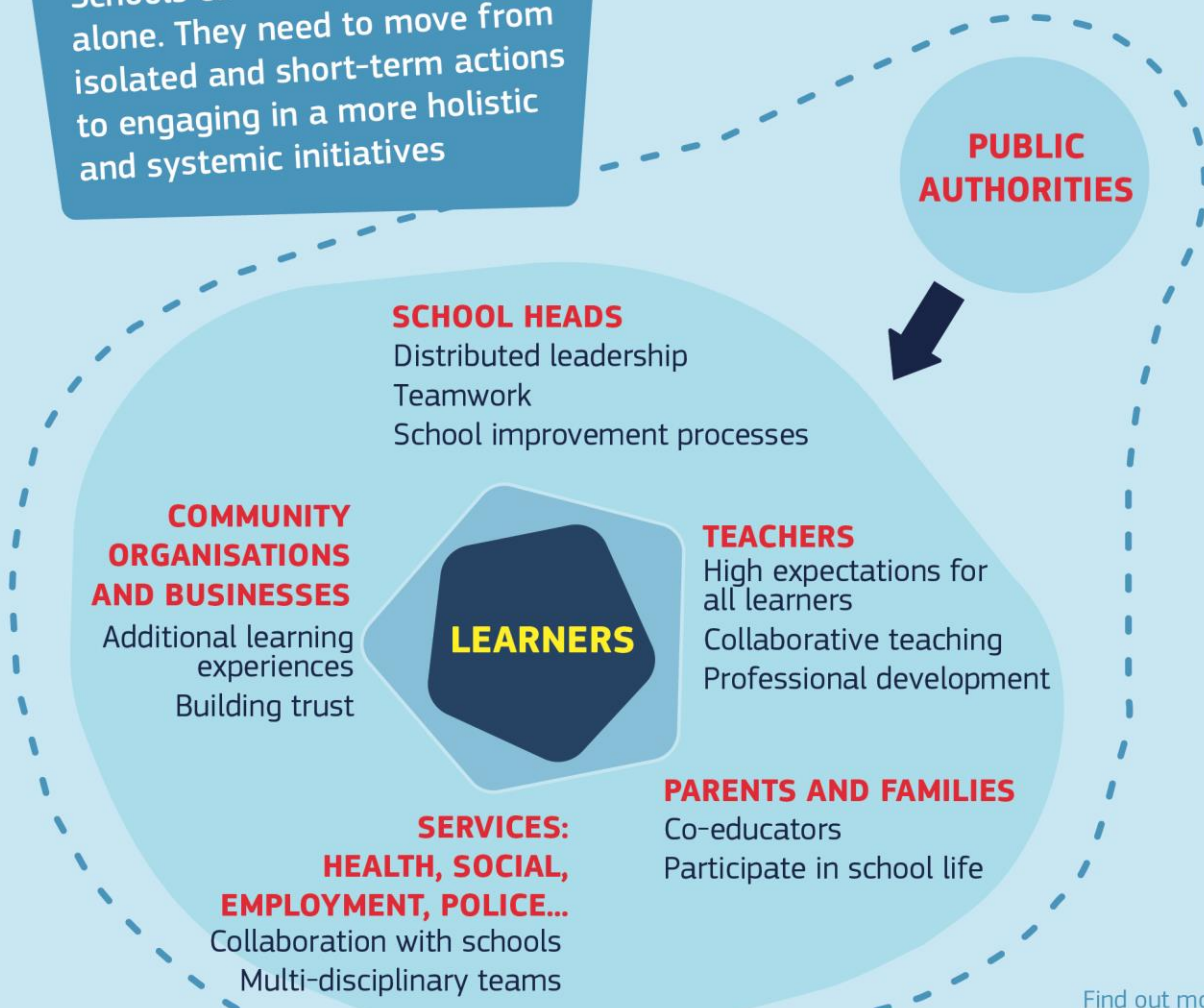 alone. They need to move from
isolated and short-term actions
to engaging in a more holistic
and systemic initiatives
PUBLIC
AUTHORITIES
SCHOOL HEADS
Distributed leadership
Teamwork
School improvement processes
COMMUNITY
ORGANISATIONS
AND BUSINESSES
Additional learning
experiences
Building trust
LEARNERS
TEACHERS
High expectations for
all learners
Collaborative teaching
Professional development
PARENTS AND FAMILIES
Co-educators
Participate in school life
SERVICES:
HEALTH, SOCIAL,
EMPLOYMENT, POLICE...
Collaboration with schools
Multi-disciplinary teams
Find out